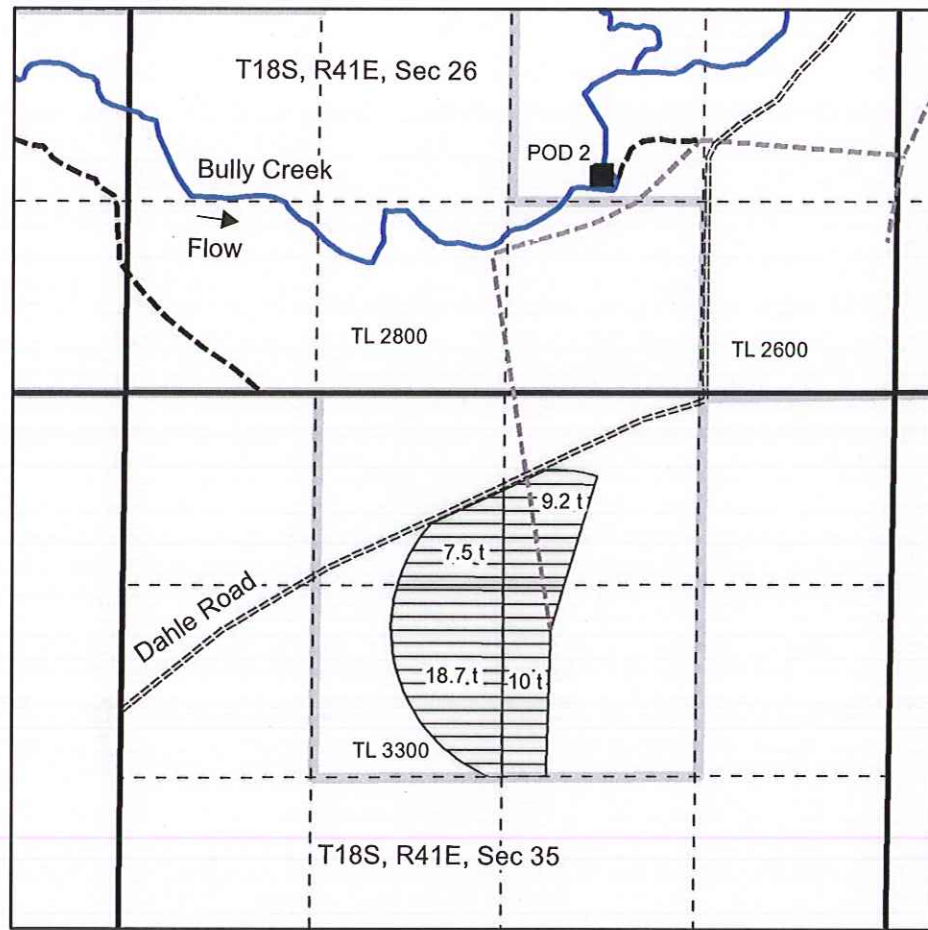 T18S, R41E, Sec 26
POD 2
Bully Creek
Flow
TL 2800
TL 2600
9.2 t
7.5 t
Dahle Road
18.7 t
10 t
TL 3300
T18S, R41E, Sec 35